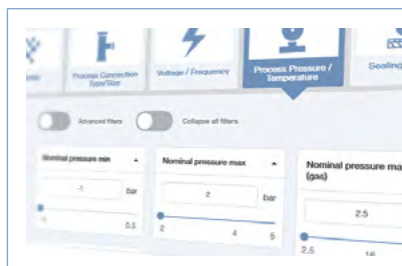 Process Connection
Type/Size
Voltage / Frequency
Process Pressure /
Temperature
Sealing
Advanced filters
Collapse all filters
Nominal pressure min
-1
bar
-1
0.5
Nominal pressure max
2
bar
2
4
5
Nominal pressure
(gas)
2.5
2.5
16